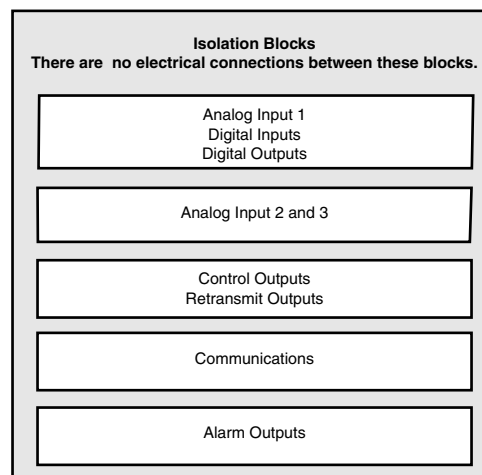 Isolation Blocks
There are no electrical connections between these blocks.
Analog Input 1
Digital Inputs
Digital Outputs
Analog Input 2 and 3
Control Outputs
Retransmit Outputs
Communications
Alarm Outputs